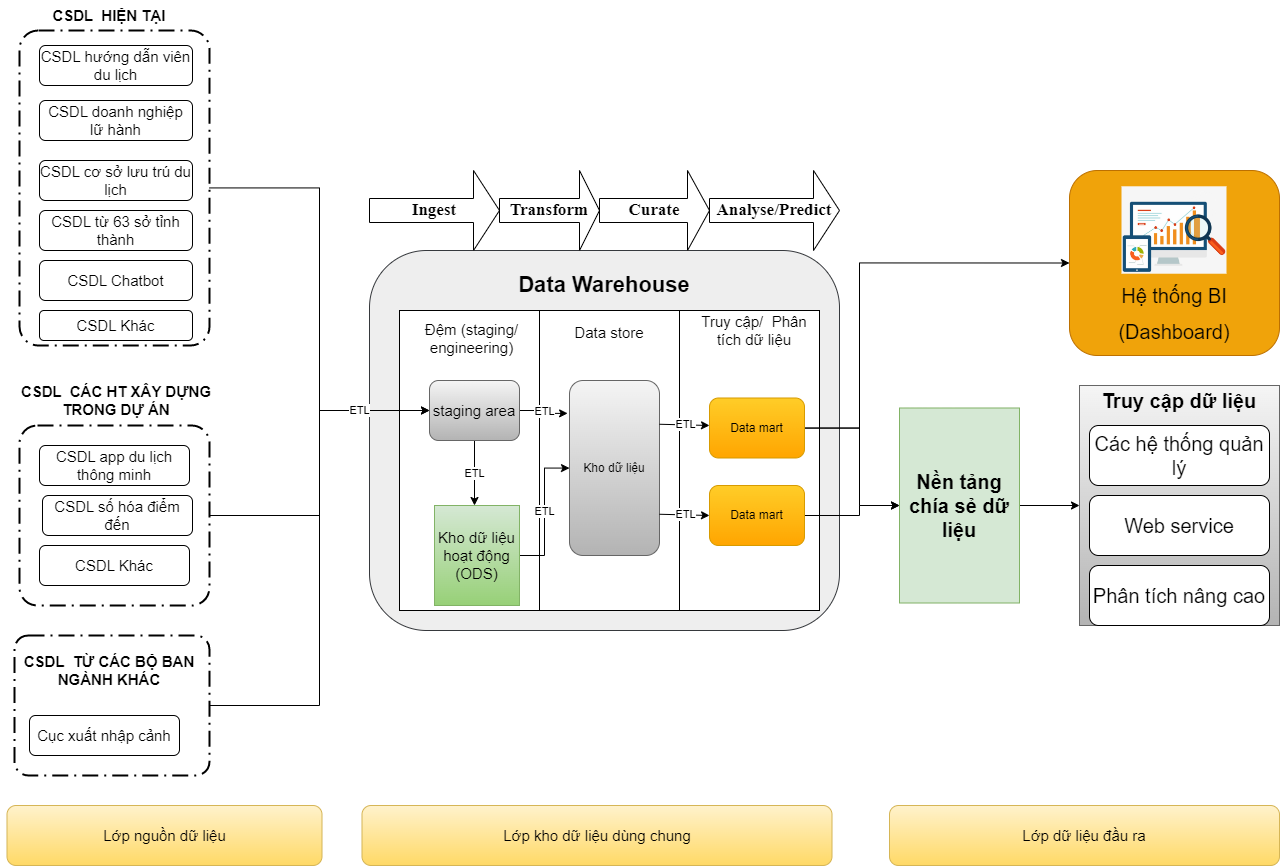 CSDL HIỆN TẠI
CSDL hướng dẫn viên
du lịch
CSDL doanh nghiệp
lữ hành
CSDL cơ sở lưu trú du
lịch
CSDL từ 63 sở tỉnh
thành
CSDL Chatbot
CSDL Khác
CSDL CÁC HT XÂY DỰNG
TRONG DỰ ÁN
CSDL app du lịch
thông minh
CSDL số hóa điểm
đến
CSDL Khác
CSDL TỪ CÁC BỘ BAN
NGÀNH KHÁC
Cục xuất nhập cảnh
ETL
Ingest
Transform
Curate
Analyse/Predict
Data Warehouse
Đệm (staging/
engineering)
staging area
ETL
ETL
Kho dữ liệu
hoạt động
(ODS)
ETL
Data store
Kho dữ liệu
ETL
ETL
Truy cập/ Phân
tích dữ liệu
Data mart
Data mart
Hệ thống BI
(Dashboard)
Nền tảng
chía sẻ dữ
liệu
Truy cập dữ liệu
Các hệ thống quản
lý
Web service
Phân tích nâng cao
Lớp nguồn dữ liệu
Lớp kho dữ liệu dùng chung
Lớp dữ liệu đầu ra